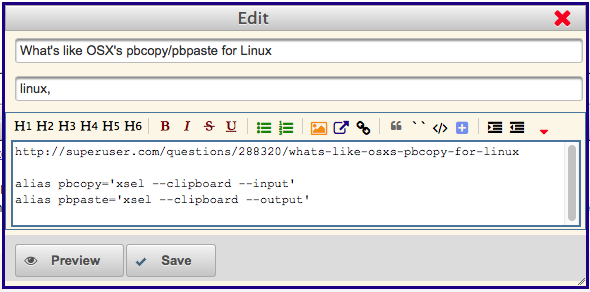 Edit
What's like OSX's pbcopy/pbpaste for Linux
linux,
H1 H2 H3 H4 H5 H6 B I S U “ ` ` </>
http://superuser.com/questions/288320/whats-like-osxs-pbcopy-for-linux
alias pbcopy='xsel --clipboard --input'
alias pbpaste='xsel --clipboard --output'
Preview Save